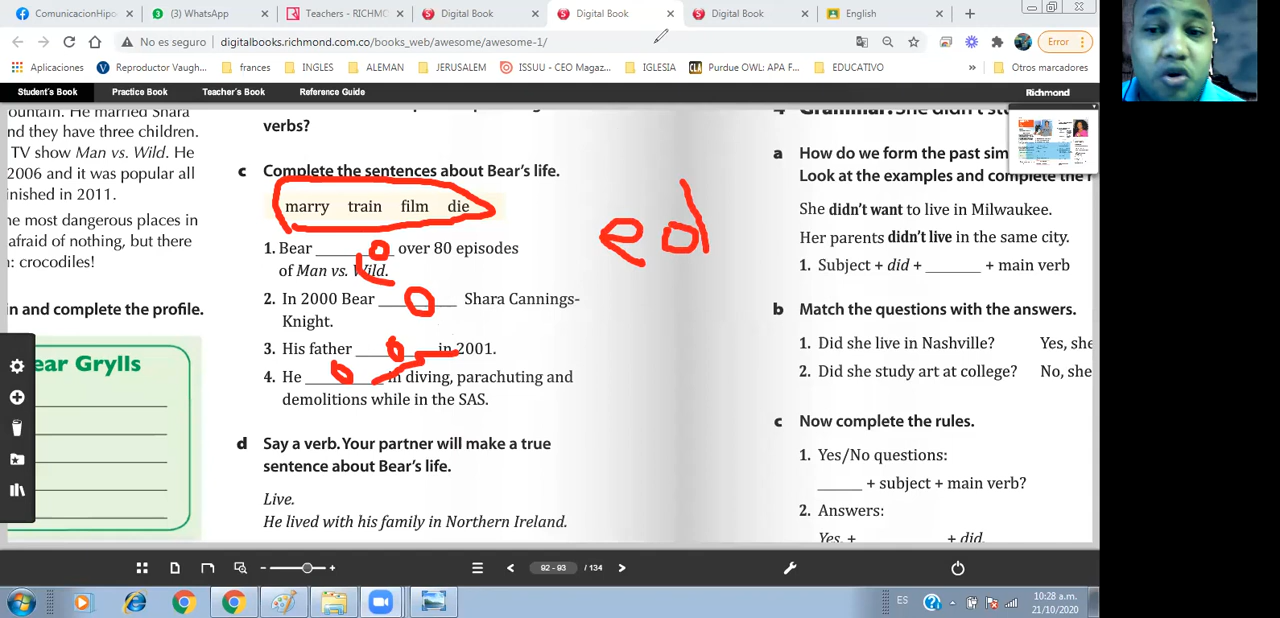 ComunicacionHipo
(3) WhatsApp
Teachers - RICHMO
Digital Book
Digital Book
Digital Book
English
No es seguro
digitalbooks.richmond.com.co/books_web/awesome/awesome-1/
Error
Aplicaciones
Reproductor Vaugh...
frances
INGLES
ALEMAN
JERUSALEM
ISSUU - CEO Magaz...
IGLESIA
Purdue OWL: APA F...
EDUCATIVO
»
Otros marcadores
Student's Book
Practice Book
Teacher's Book
Reference Guide
Richmond
ountain. He married Shara
nd they have three children.
TV show Man vs. Wild. He
2006 and it was popular all
inished in 2011.
he most dangerous places in
afraid of nothing, but there
: crocodiles!
in and complete the profile.
ear Grylls
verbs?
c Complete the sentences about Bear's life.
marry train film die
1. Bear ________ over 80 episodes
of Man vs. Wild.
2. In 2000 Bear ________ Shara Cannings-
Knight.
3. His father ________ in 2001.
4. He ________ in diving, parachuting and
demolitions while in the SAS.
d Say a verb. Your partner will make a true
sentence about Bear's life.
Live.
He lived with his family in Northern Ireland.
ed
a How do we form the past sim
Look at the examples and complete the r
She didn't want to live in Milwaukee.
Her parents didn't live in the same city.
1. Subject + did + ________ + main verb
b Match the questions with the answers.
1. Did she live in Nashville? Yes, she
2. Did she study art at college? No, she
c Now complete the rules.
1. Yes/No questions:
______ + subject + main verb?
2. Answers:
Yes, + ________ + did.
92 - 93 / 134
ES
10:28 a.m.
21/10/2020